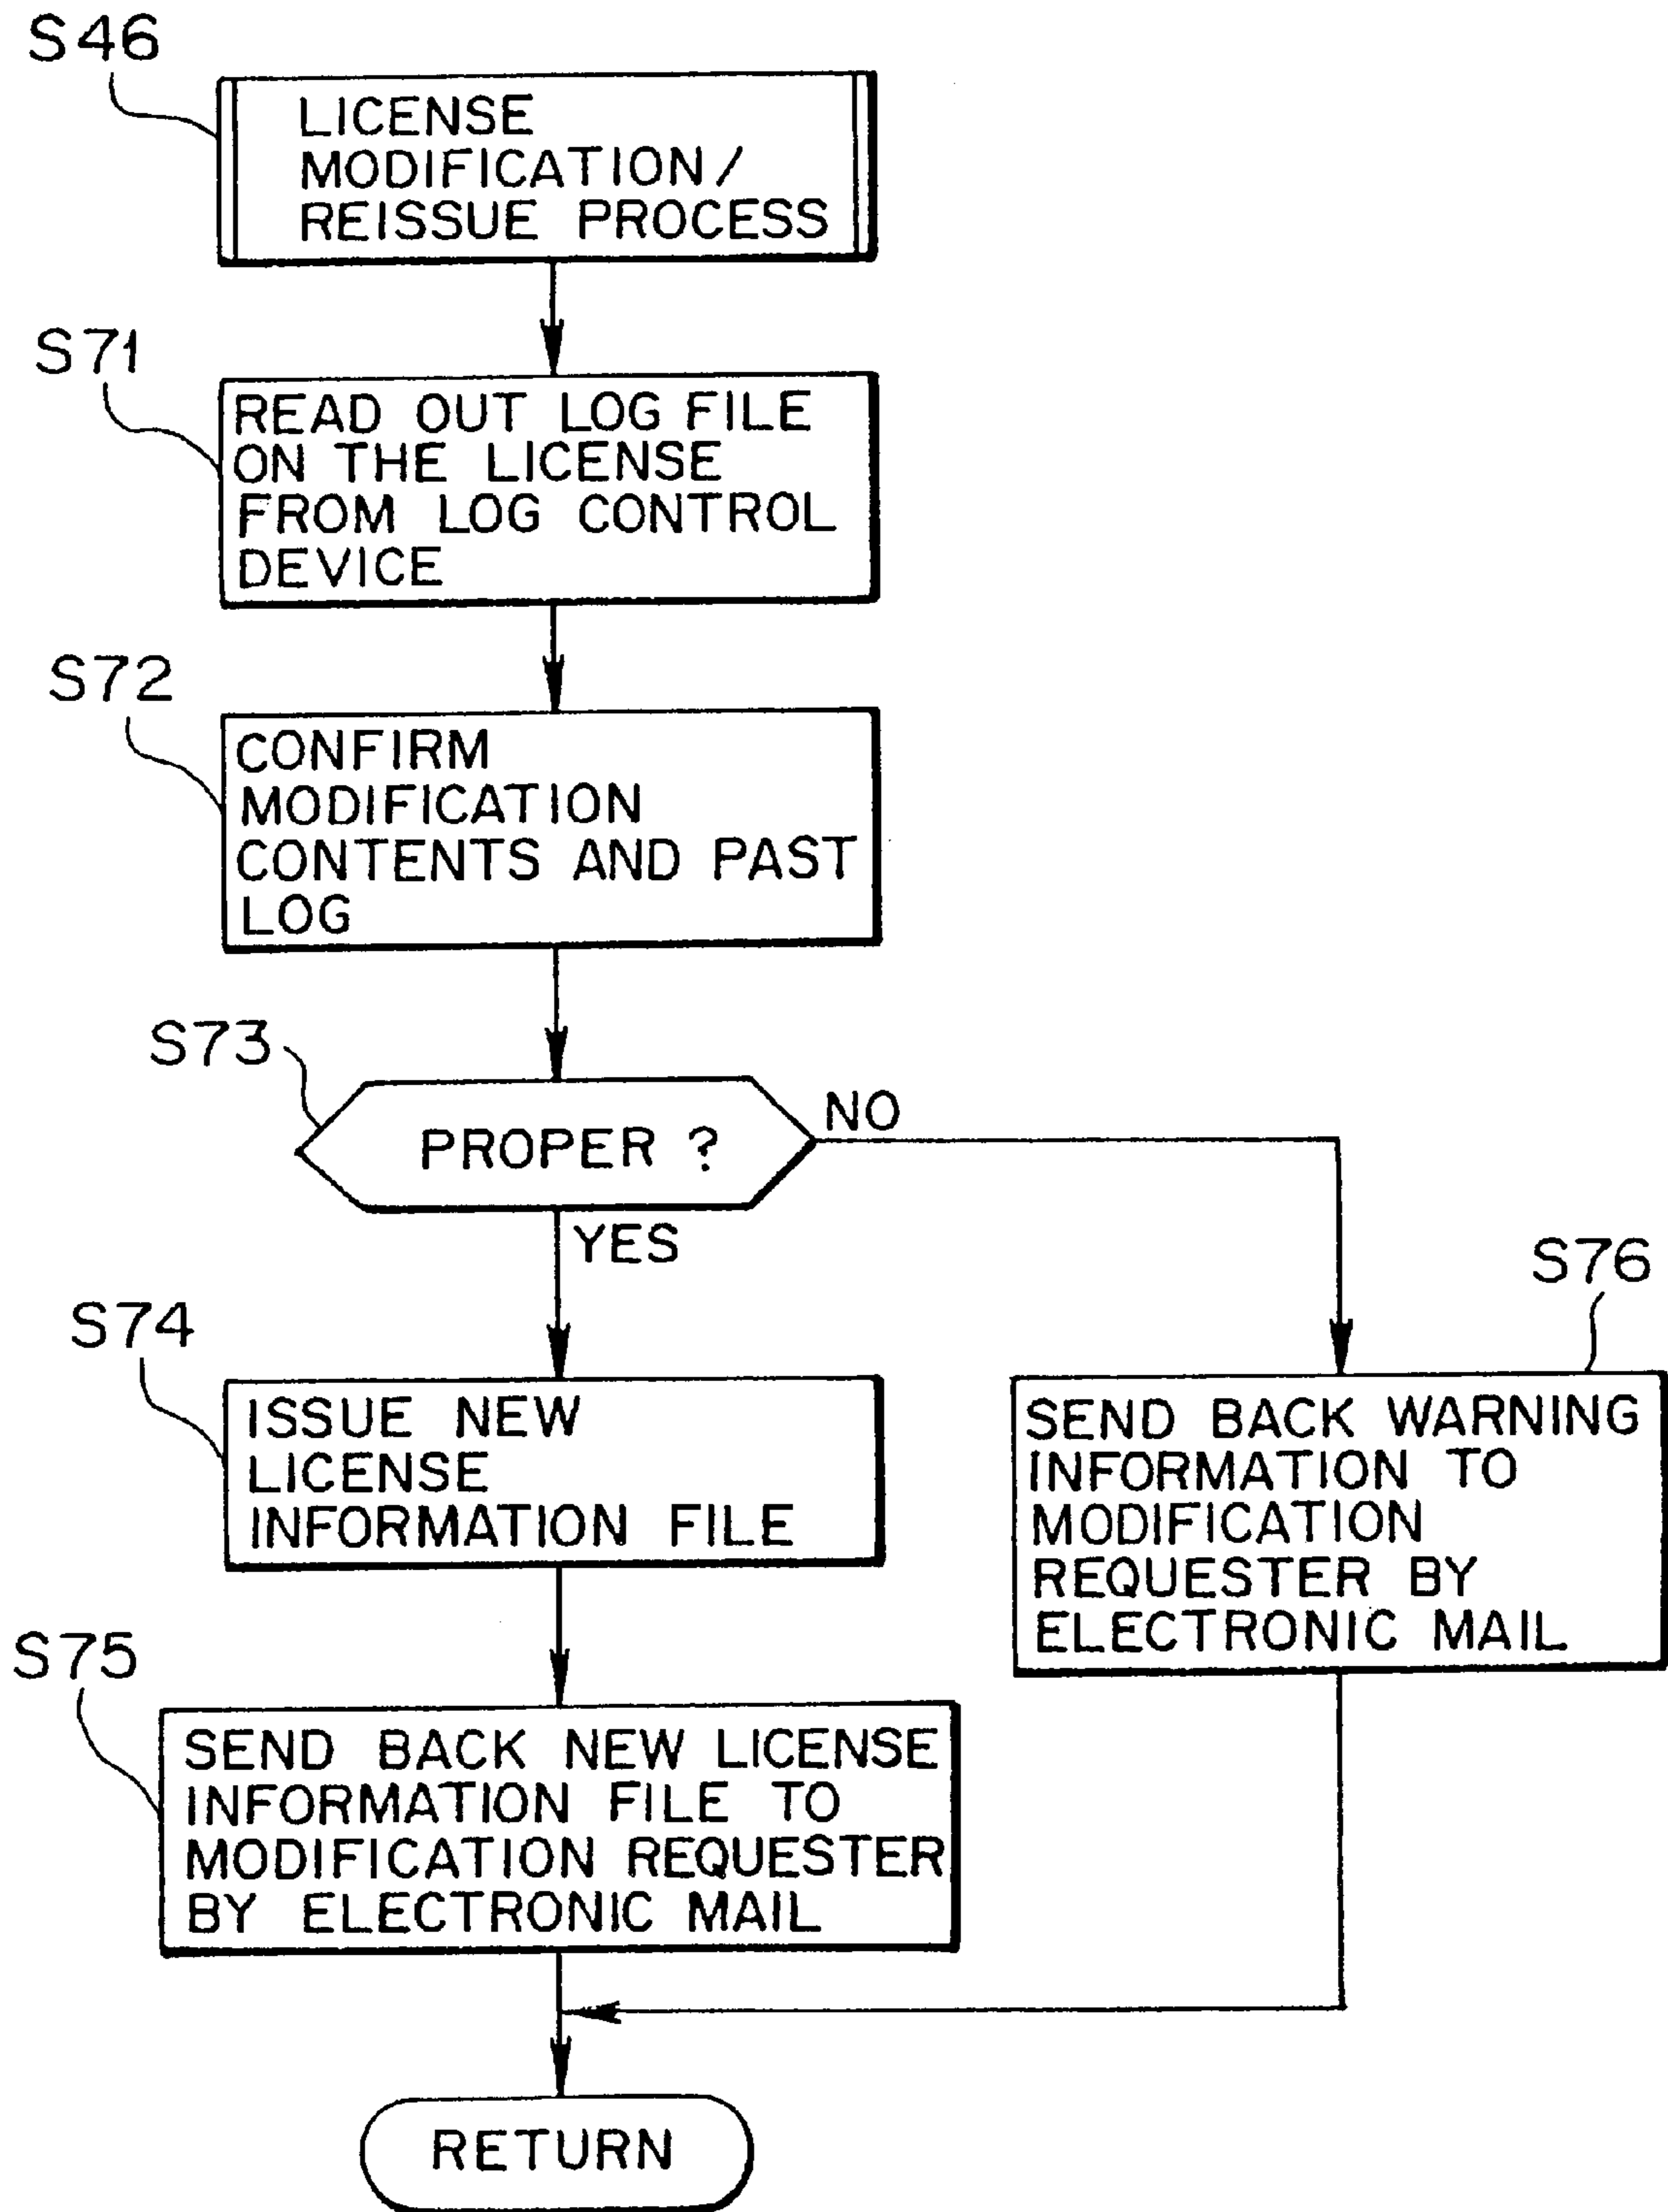 S46
LICENSE
MODIFICATION/
REISSUE PROCESS
S71
READ OUT LOG FILE
ON THE LICENSE
FROM LOG CONTROL
DEVICE
S72
CONFIRM
MODIFICATION
CONTENTS AND PAST
LOG
S73
PROPER ?
NO
YES
S74
ISSUE NEW
LICENSE
INFORMATION FILE
S76
SEND BACK WARNING
INFORMATION TO
MODIFICATION
REQUESTER BY
ELECTRONIC MAIL
S75
SEND BACK NEW LICENSE
INFORMATION FILE TO
MODIFICATION REQUESTER
BY ELECTRONIC MAIL
RETURN